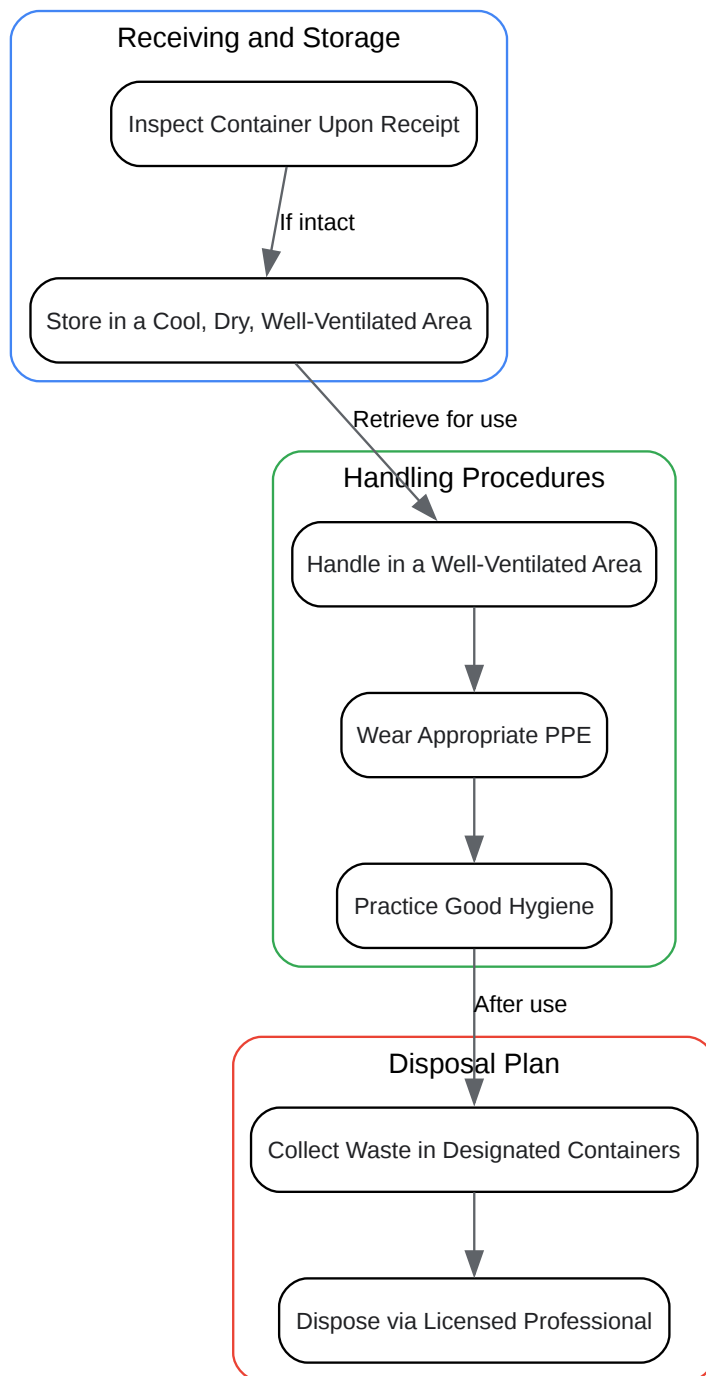 Receiving and Storage
Inspect Container Upon Receipt
If intact
Store in a Cool, Dry, Well-Ventilated Area
Retrieve for use
Handling Procedures
Handle in a Well-Ventilated Area
Wear Appropriate PPE
Practice Good Hygiene
After use
Disposal Plan
Collect Waste in Designated Containers
Dispose via Licensed Professional